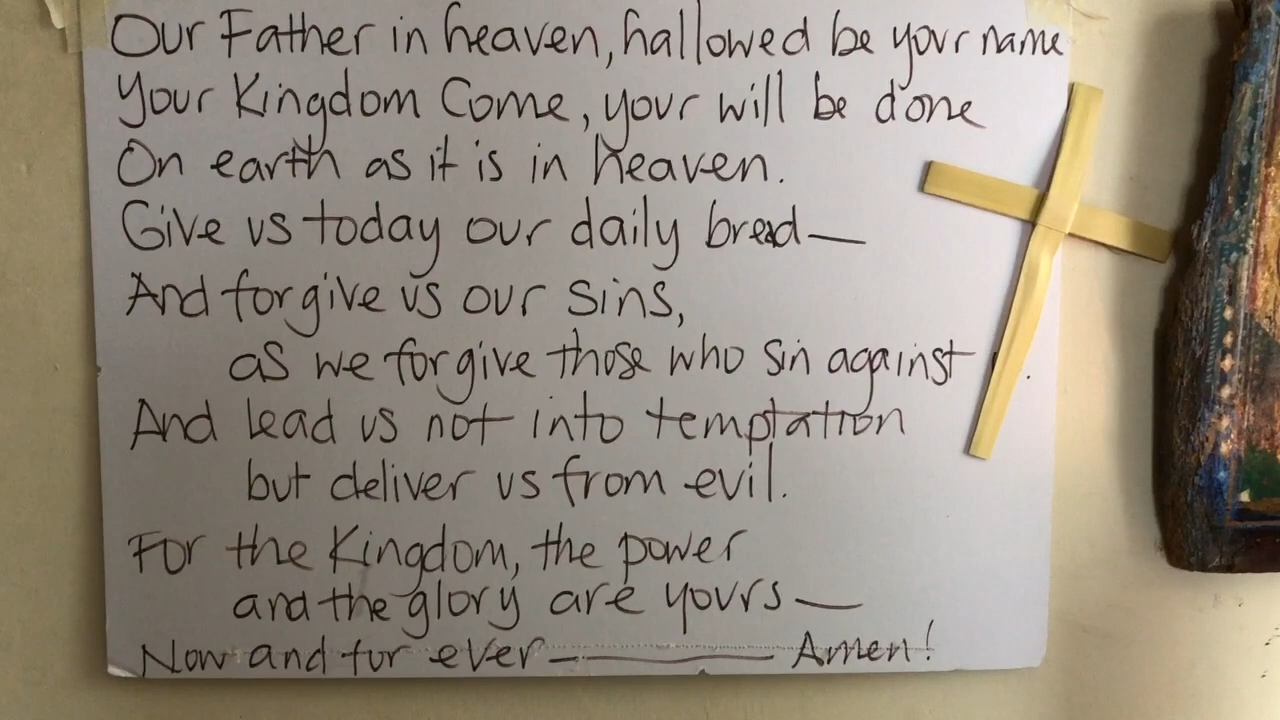 Our Father in heaven, hallowed be your name
Your Kingdom Come, your will be done
On earth as it is in heaven.
Give us today our daily bread—
And forgive us our sins,
as we forgive those who sin against
And lead us not into temptation
but deliver us from evil.
For the Kingdom, the power
and the glory are yours—
Now and for ever—— Amen!